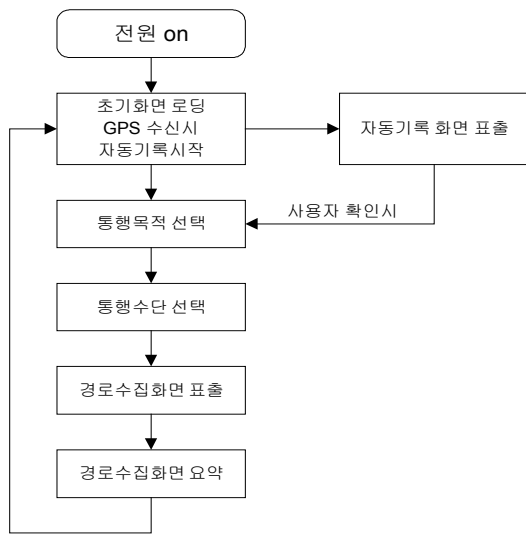 전원 on
초기화면 로딩
GPS 수신시
자동기록시작
자동기록 화면 표출
사용자 확인시
통행목적 선택
통행수단 선택
경로수집화면 표출
경로수집화면 요약